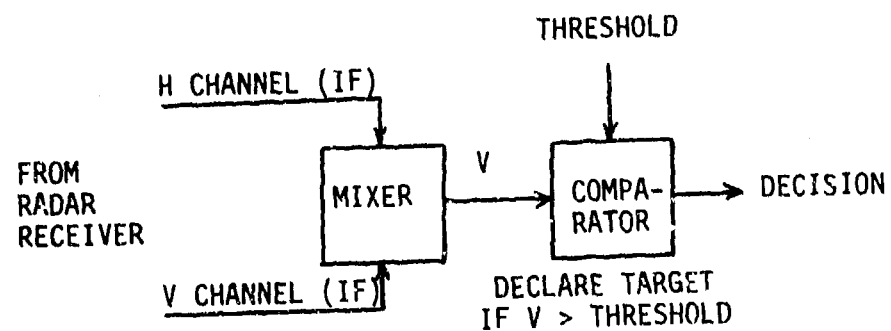 THRESHOLD
H CHANNEL (IF)
FROM
RADAR
RECEIVER
MIXER
V
COMPA-
RATOR
DECISION
V CHANNEL (IF)
DECLARE TARGET
IF V > THRESHOLD